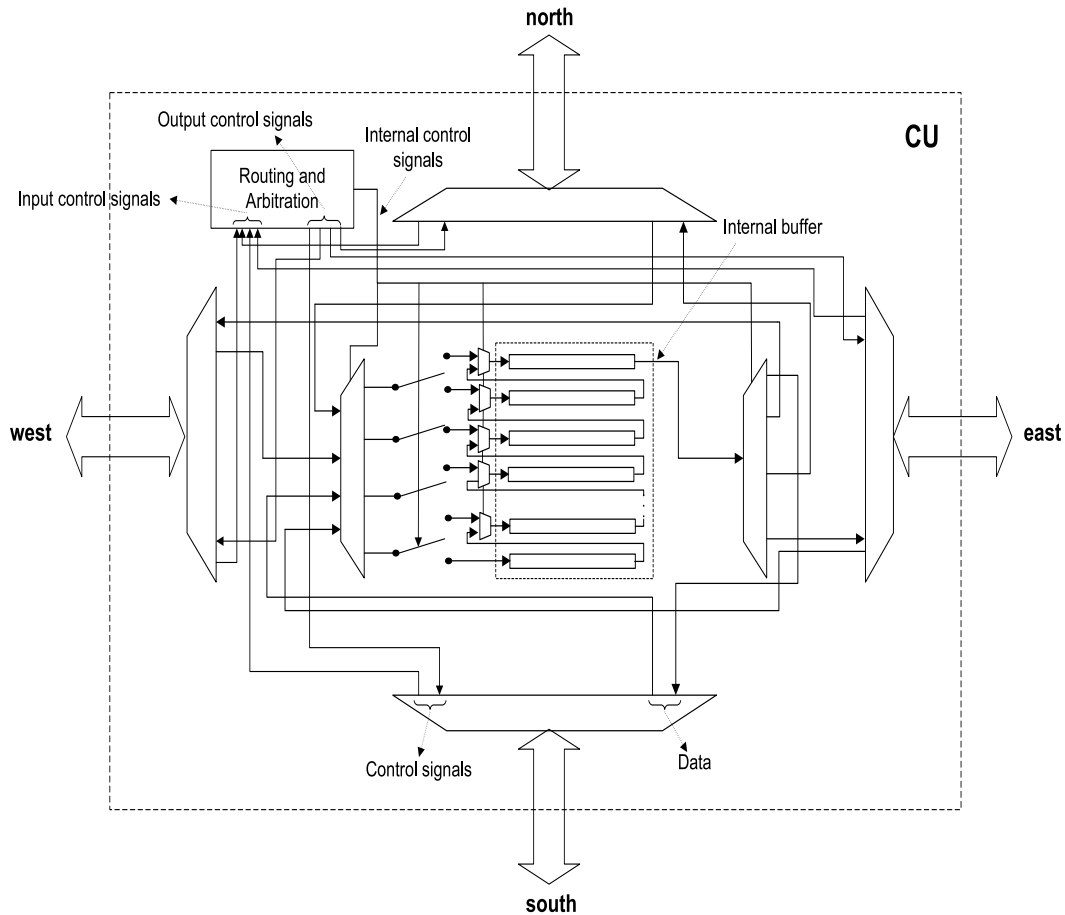 north
Output control signals
Internal control
signals
CU
Routing and
Arbitration
Input control signals
Internal buffer
west
east
Control signals
Data
south